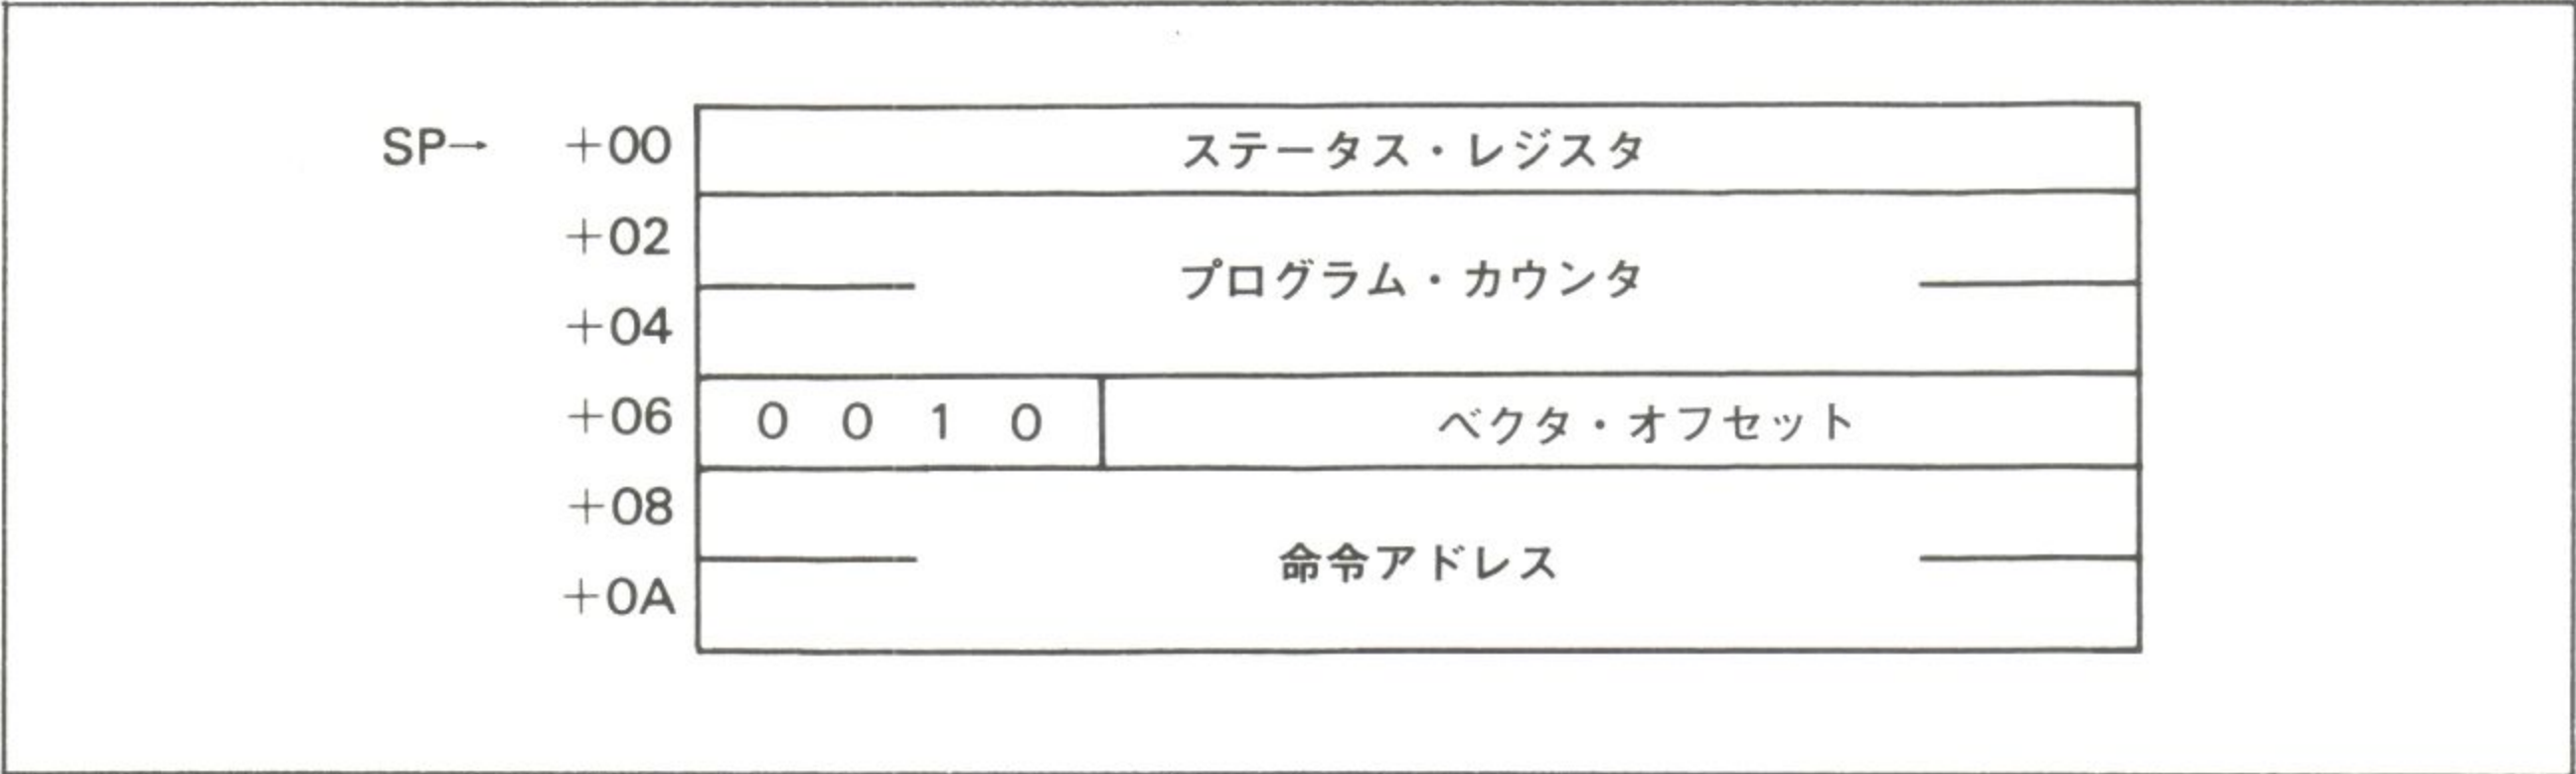 SP→ +00 ステータス・レジスタ
+02
プログラム・カウンタ
+04
+06 0 0 1 0 ベクタ・オフセット
+08
命令アドレス
+0A